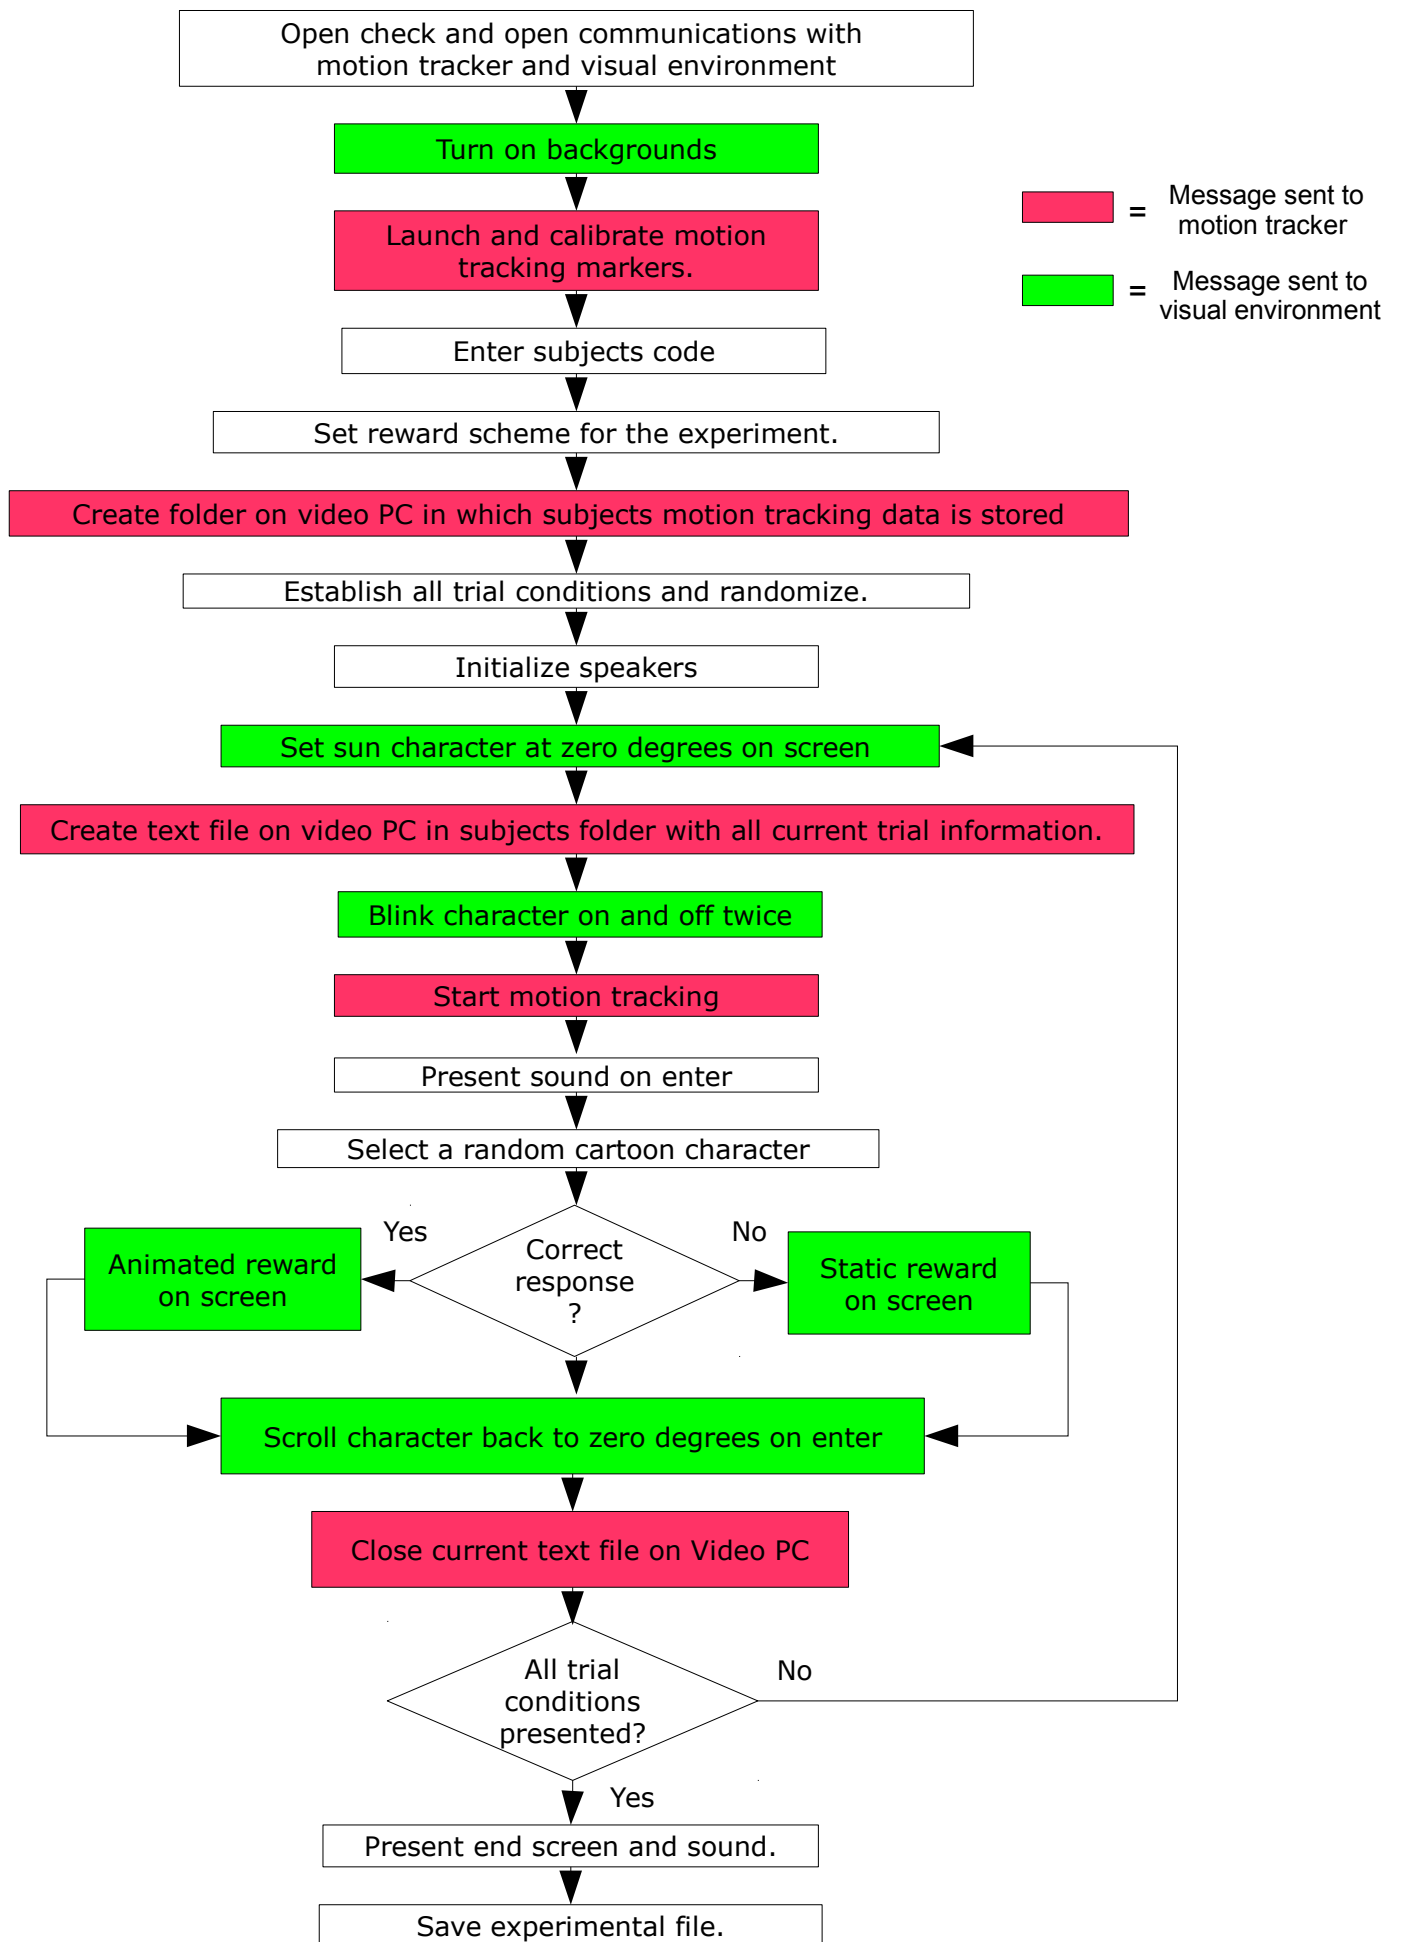 Open check and open communications with
motion tracker and visual environment
Turn on backgrounds
Launch and calibrate motion
tracking markers.
=
Message sent to
motion tracker
=
Message sent to
visual environment
Enter subjects code
Set reward scheme for the experiment.
Create folder on video PC in which subjects motion tracking data is stored
Establish all trial conditions and randomize.
Initialize speakers
Set sun character at zero degrees on screen
Create text file on video PC in subjects folder with all current trial information.
Blink character on and off twice
Start motion tracking
Present sound on enter
Select a random cartoon character
Yes
No
Animated reward
on screen
Correct
response
?
Static reward
on screen
Scroll character back to zero degrees on enter
Close current text file on Video PC
All trial
conditions
presented?
No
Yes
Present end screen and sound.
Save experimental file.